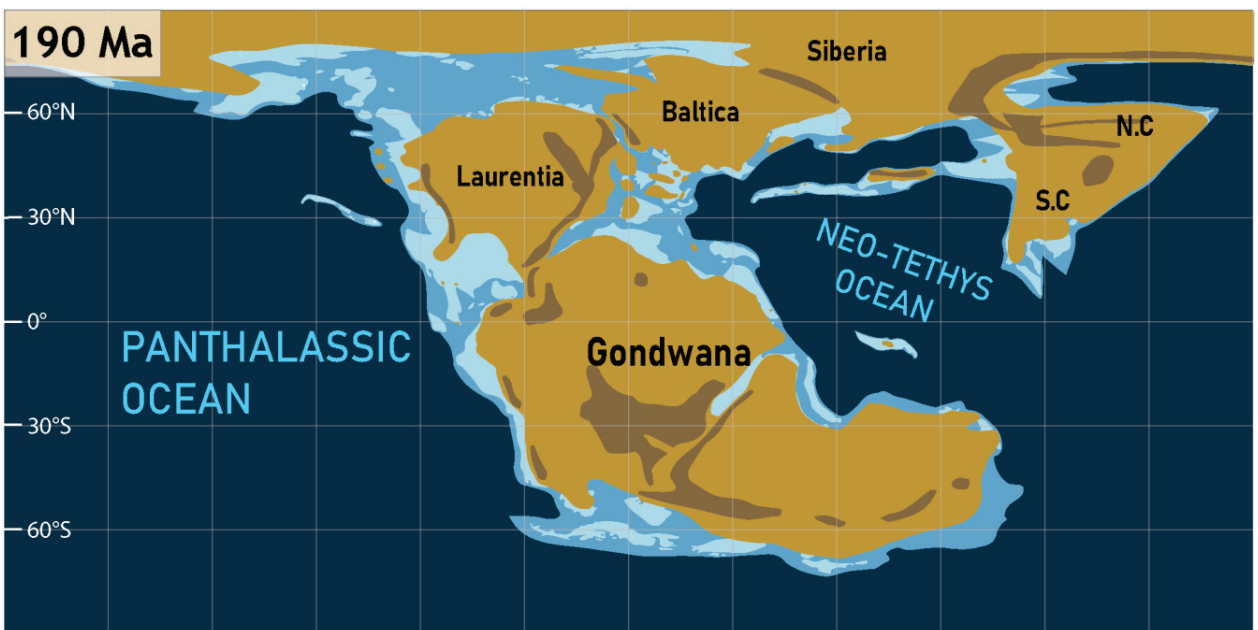 190 Ma
Siberia
Baltica
60°N
N.C
Laurentia
S.C
30°N
NEO-TETHYS
OCEAN
0°
PANTHALASSIC
OCEAN
Gondwana
30°S
60°S